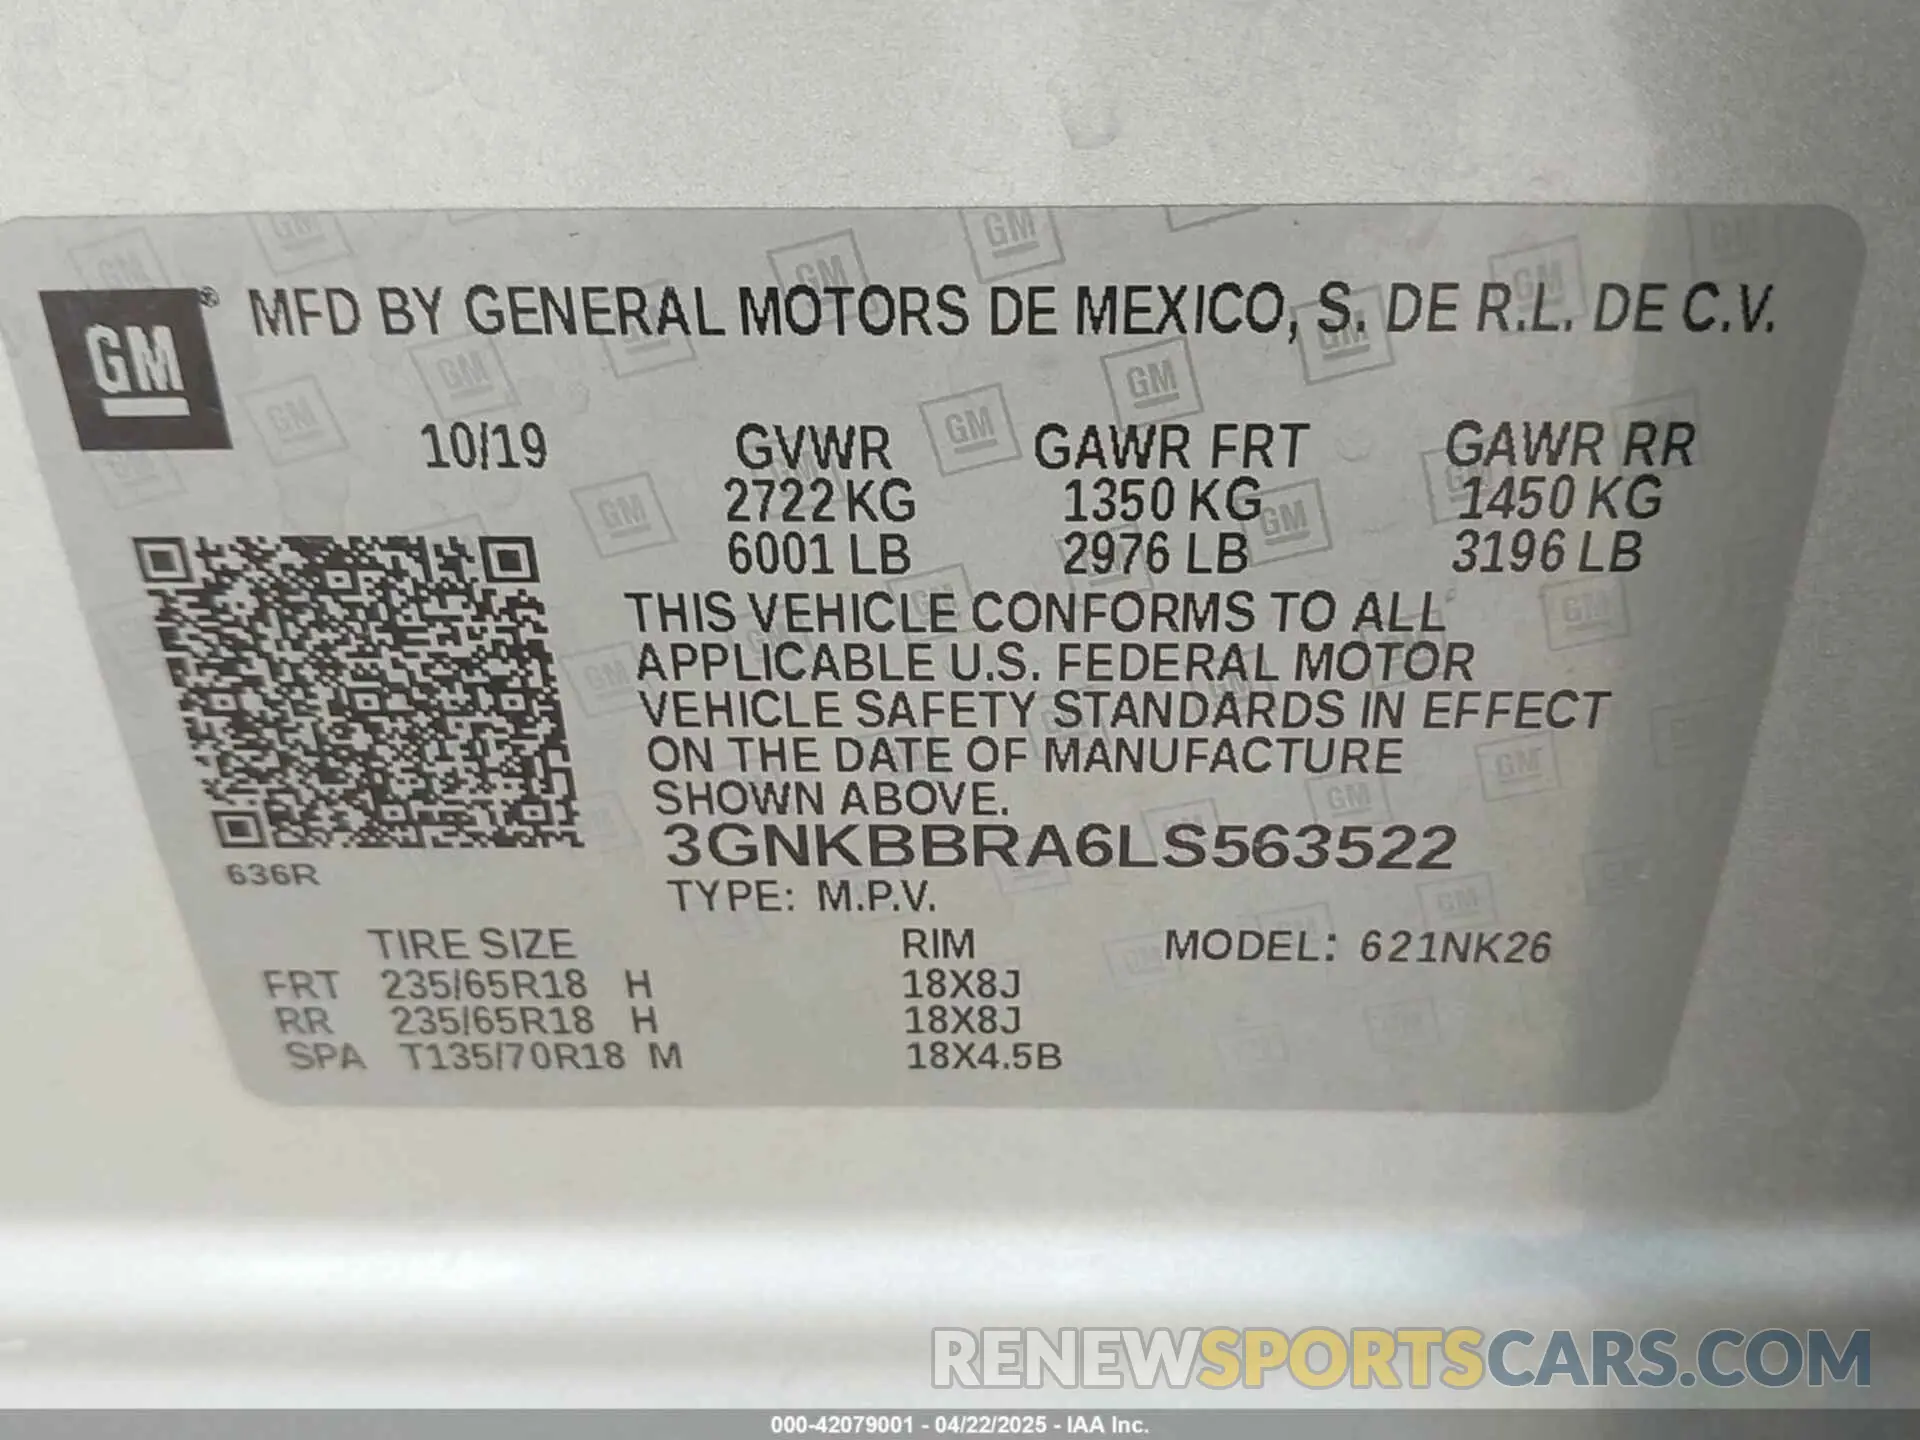 GM
®
MFD BY GENERAL MOTORS DE MEXICO, S. DE R.L. DE C.V.
10/19 GVWR GAWR FRT GAWR RR
2722 KG 1350 KG 1450 KG
6001 LB 2976 LB 3196 LB
THIS VEHICLE CONFORMS TO ALL
APPLICABLE U.S. FEDERAL MOTOR
VEHICLE SAFETY STANDARDS IN EFFECT
ON THE DATE OF MANUFACTURE
SHOWN ABOVE.
3GNKBBRA6LS563522
636R
TYPE: M.P.V.
TIRE SIZE RIM MODEL: 621NK26
FRT 235/65R18 H 18X8J
RR 235/65R18 H 18X8J
SPA T135/70R18 M 18X4.5B
RENEWSPORTSCARS.COM
000-42079001 - 04/22/2025 - IAA Inc.